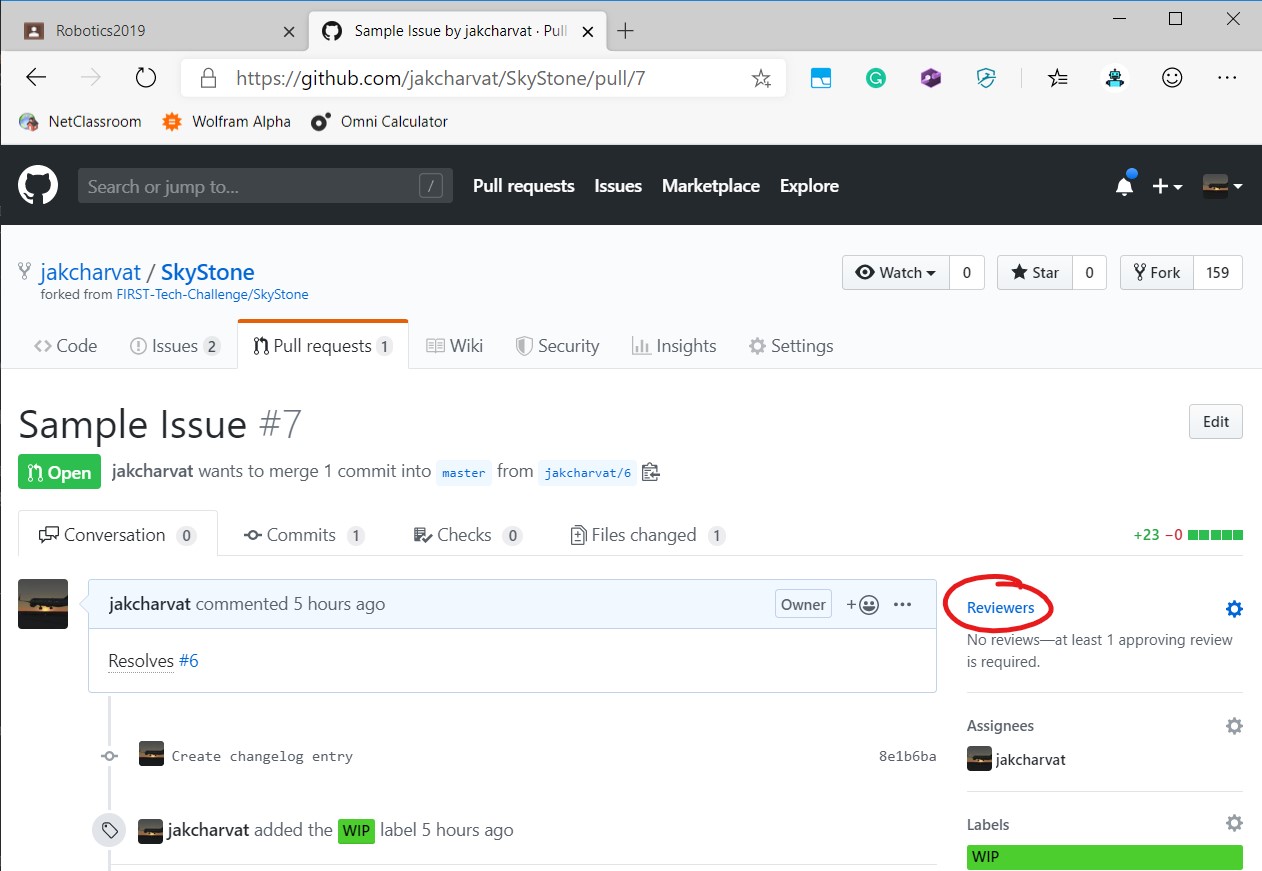 Robotics2019
Sample Issue by jakcharvat · Pull
https://github.com/jakcharvat/SkyStone/pull/7
NetClassroom Wolfram Alpha Omni Calculator
Search or jump to... / Pull requests Issues Marketplace Explore
jakcharvat / SkyStone Watch 0 Star 0 Fork 159
forked from FIRST-Tech-Challenge/SkyStone
Code Issues 2 Pull requests 1 Wiki Security Insights Settings
Sample Issue #7 Edit
Open jakcharvat wants to merge 1 commit into master from jakcharvat/6
Conversation 0 Commits 1 Checks 0 Files changed 1 +23 −0
jakcharvat commented 5 hours ago Owner
Resolves #6
Create changelog entry 8e1b6ba
jakcharvat added the WIP label 5 hours ago
Reviewers
No reviews—at least 1 approving review
is required.
Assignees
jakcharvat
Labels
WIP